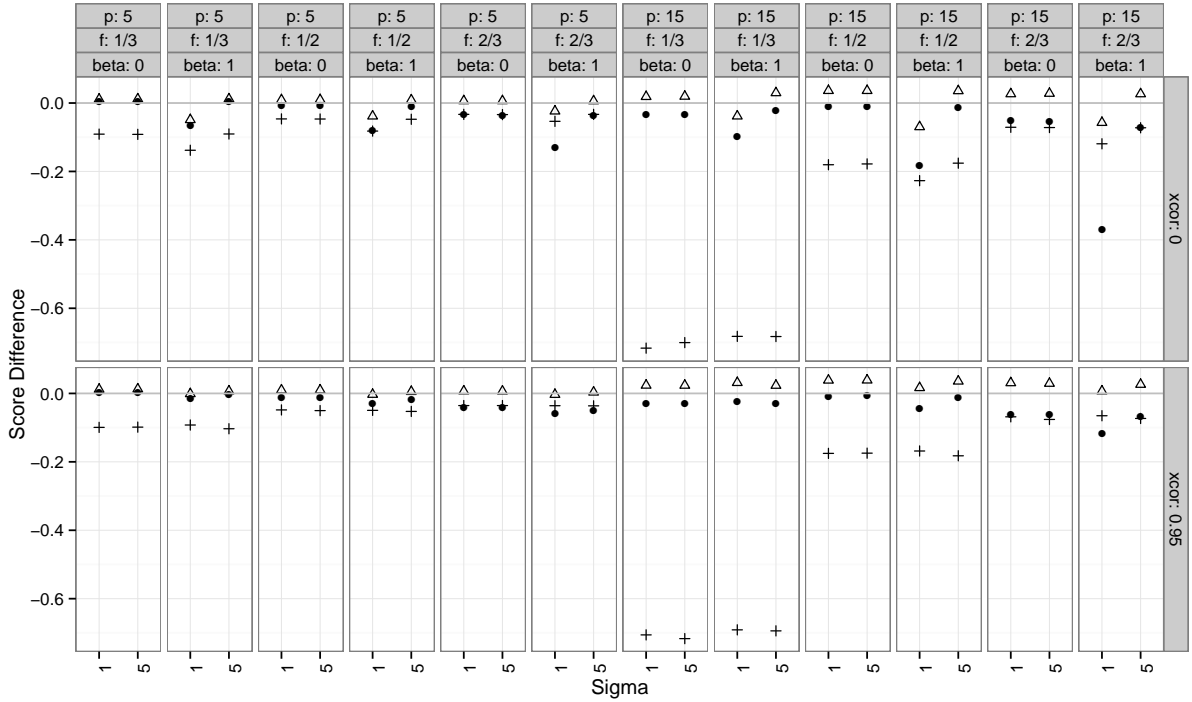 p: 5 p: 5 p: 5 p: 5 p: 5 p: 5 p: 15 p: 15 p: 15 p: 15 p: 15 p: 15
f: 1/3 f: 1/3 f: 1/2 f: 1/2 f: 2/3 f: 2/3 f: 1/3 f: 1/3 f: 1/2 f: 1/2 f: 2/3 f: 2/3
beta: 0 beta: 1 beta: 0 beta: 1 beta: 0 beta: 1 beta: 0 beta: 1 beta: 0 beta: 1 beta: 0 beta: 1
0.0
−0.2
−0.4
−0.6
xcor: 0
Score Difference
0.0
−0.2
−0.4
−0.6
xcor: 0.95
1 5 1 5 1 5 1 5 1 5 1 5 1 5 1 5 1 5 1 5 1 5 1 5
Sigma